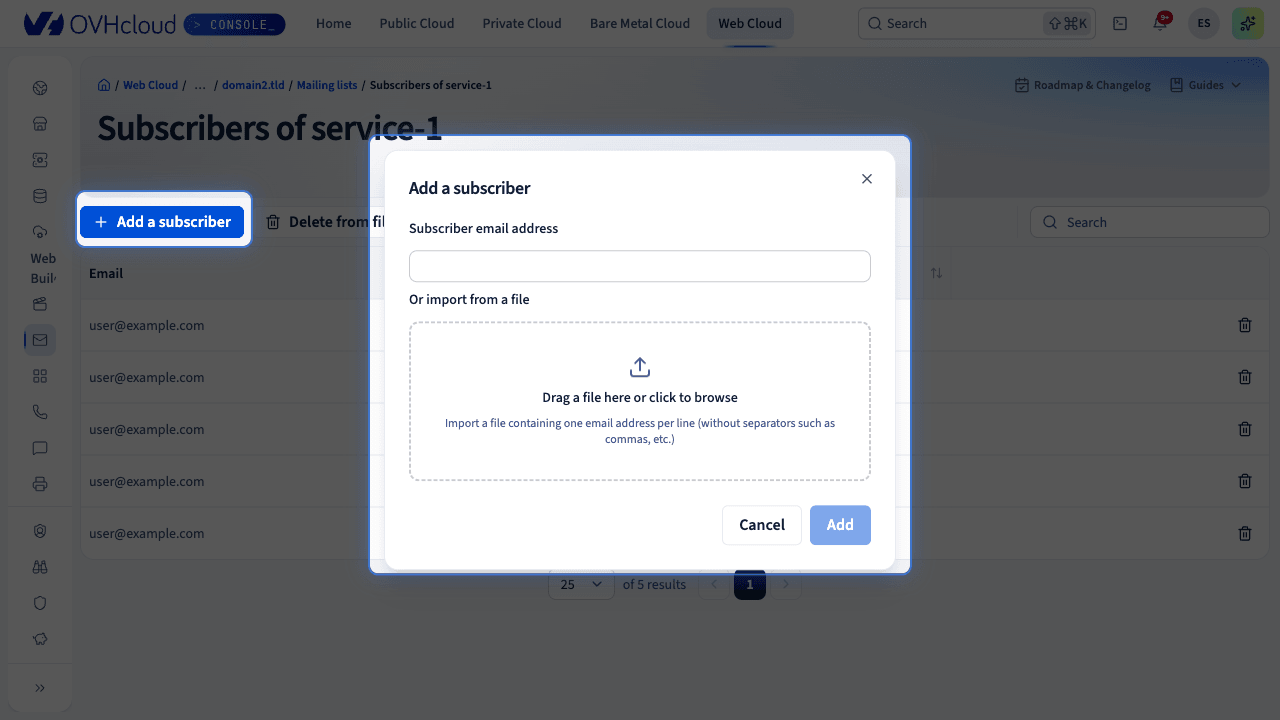 OVHcloud
> CONSOLE_
Home
Public Cloud
Private Cloud
Bare Metal Cloud
Web Cloud
Search
⇧⌘K
9+
ES
/ Web Cloud / ... / domain2.tld / Mailing lists / Subscribers of service-1
Roadmap & Changelog
Guides
Subscribers of service-1
+ Add a subscriber
Delete from fil
Search
Web
Buil
Email
user@example.com
user@example.com
user@example.com
user@example.com
user@example.com
Add a subscriber
Subscriber email address
Or import from a file
Drag a file here or click to browse
Import a file containing one email address per line (without separators such as
commas, etc.)
Cancel
Add
25
of 5 results
1